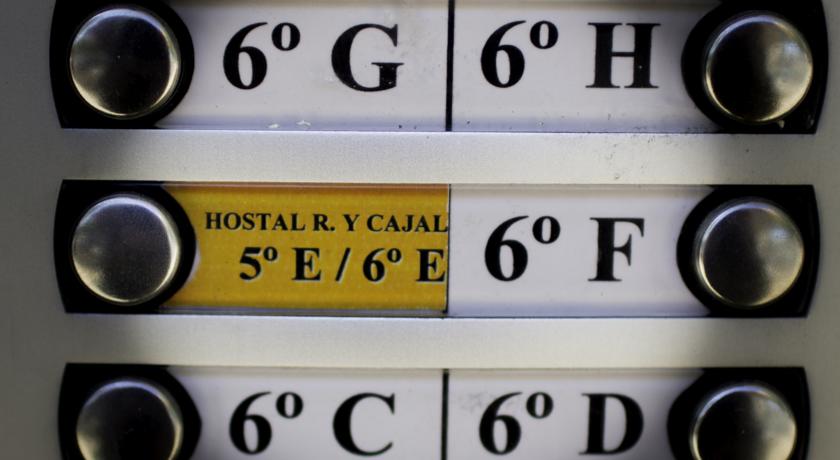 6º G 6º H
HOSTAL R. Y CAJAL
5º E / 6º E
6º F
6º C 6º D